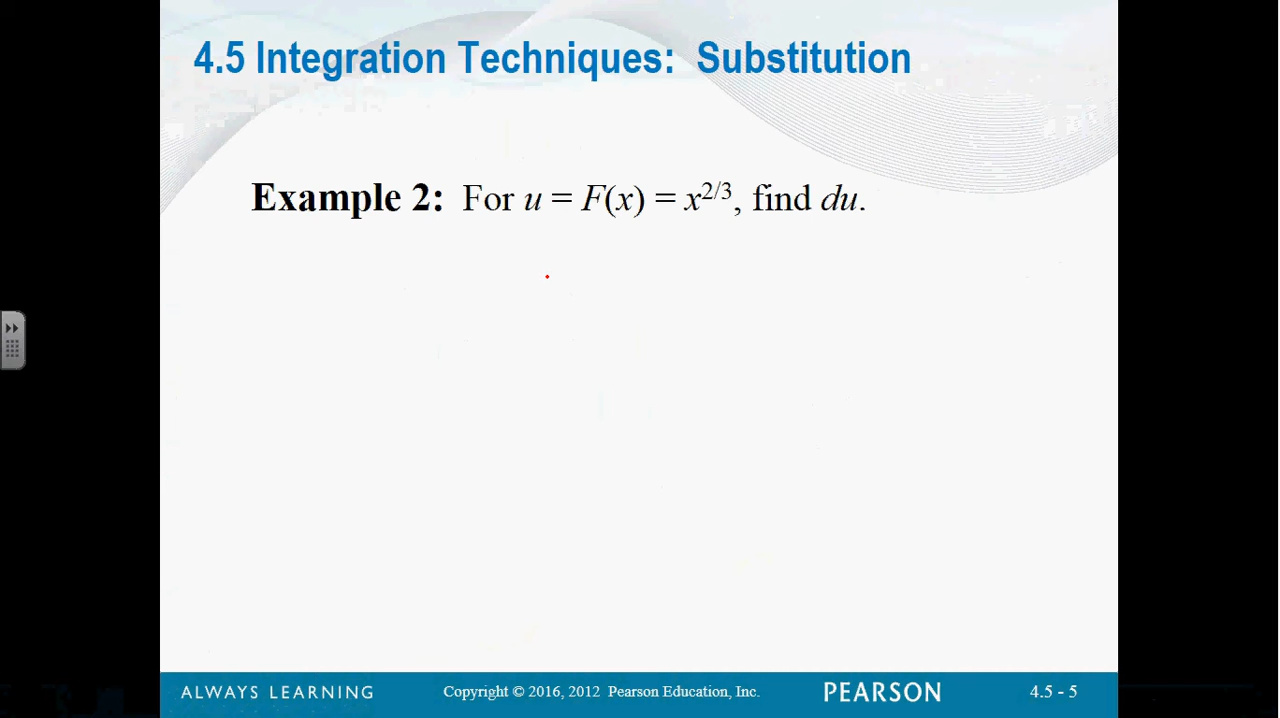 4.5 Integration Techniques: Substitution
Example 2: For u = F(x) = x^{2/3}, find du.
ALWAYS LEARNING
Copyright © 2016, 2012 Pearson Education, Inc.
PEARSON
4.5 - 5